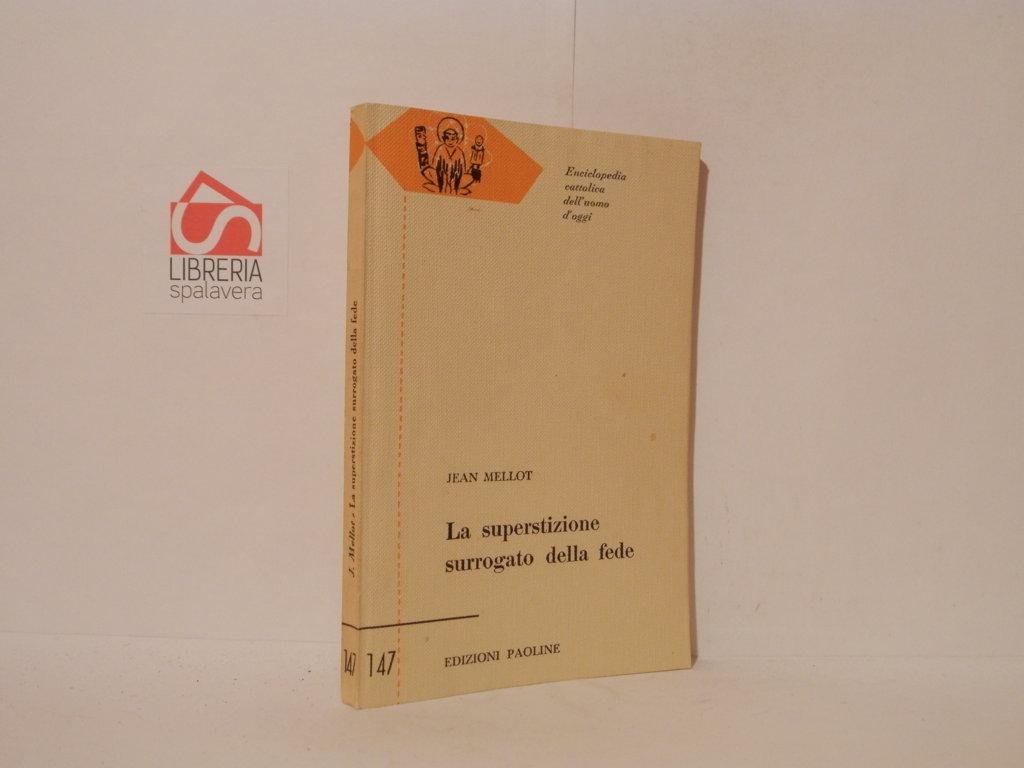 LIBRERIA
spalavera
Enciclopedia
cattolica
dell'uomo
d'oggi
J. Mellot - La superstizione surrogato della fede
JEAN MELLOT
La superstizione
surrogato della fede
147
147
EDIZIONI PAOLINE